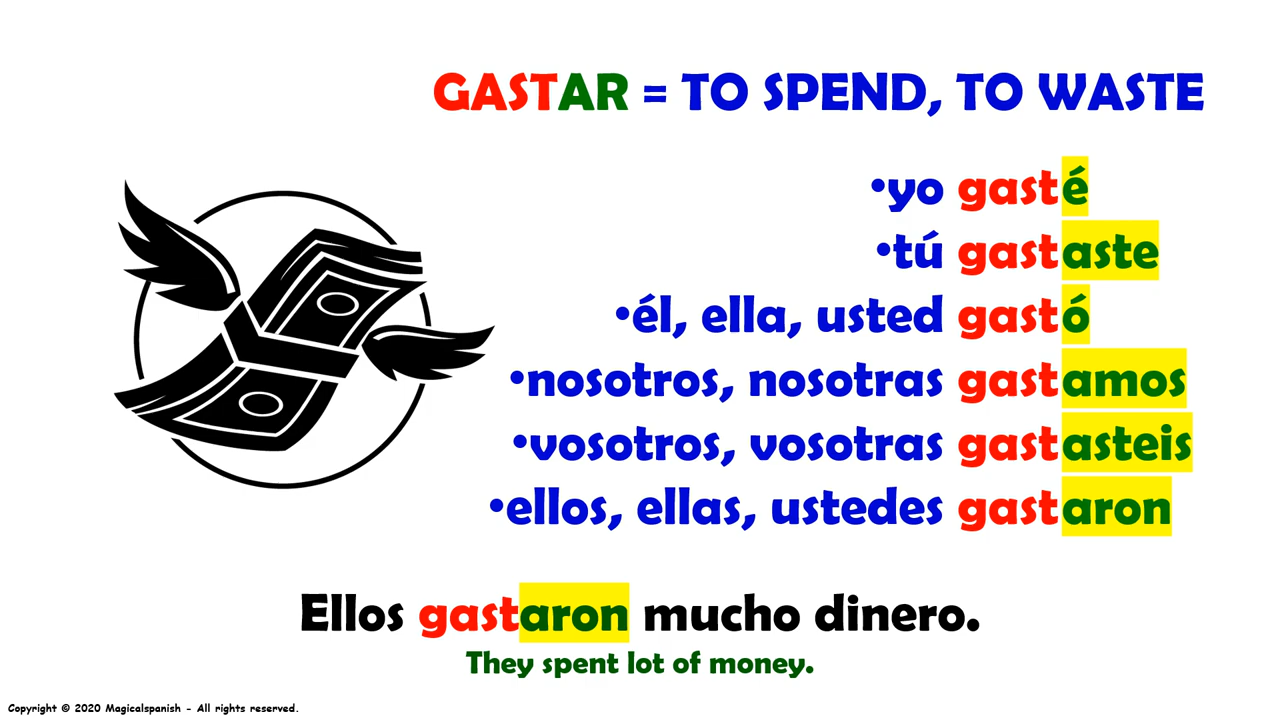 GASTAR = TO SPEND, TO WASTE
•yo gasté
•tú gastaste
•él, ella, usted gastó
•nosotros, nosotras gastamos
•vosotros, vosotras gastasteis
•ellos, ellas, ustedes gastaron
Ellos gastaron mucho dinero.
They spent lot of money.
Copyright © 2020 Magicalspanish - All rights reserved.